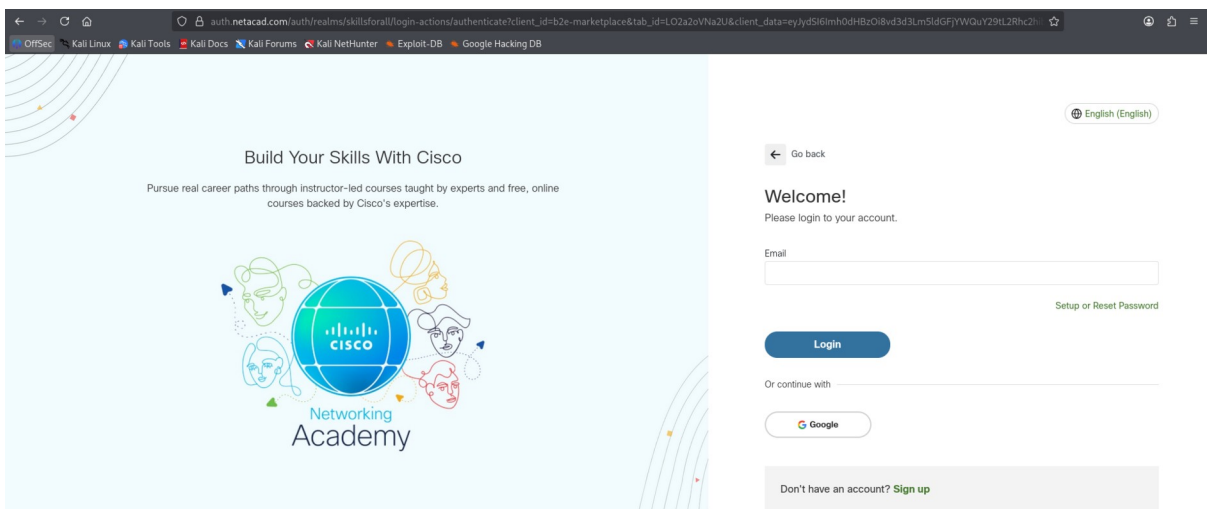 auth.netacad.com/auth/realms/skillsforall/login-actions/authenticate?client_id=b2e-marketplace&tab_id=LO2a2oVNa2U&client_data=eyJydSI6Imh0dHBzOi8vd3d3Lm5ldGFjYWQuY29tL2Rhc2h
OffSec Kali Linux Kali Tools Kali Docs Kali Forums Kali NetHunter Exploit-DB Google Hacking DB
English (English)
Build Your Skills With Cisco
Pursue real career paths through instructor-led courses taught by experts and free, online
courses backed by Cisco's expertise.
CISCO
Networking
Academy
Go back
Welcome!
Please login to your account.
Email
Setup or Reset Password
Login
Or continue with
Google
Don't have an account? Sign up